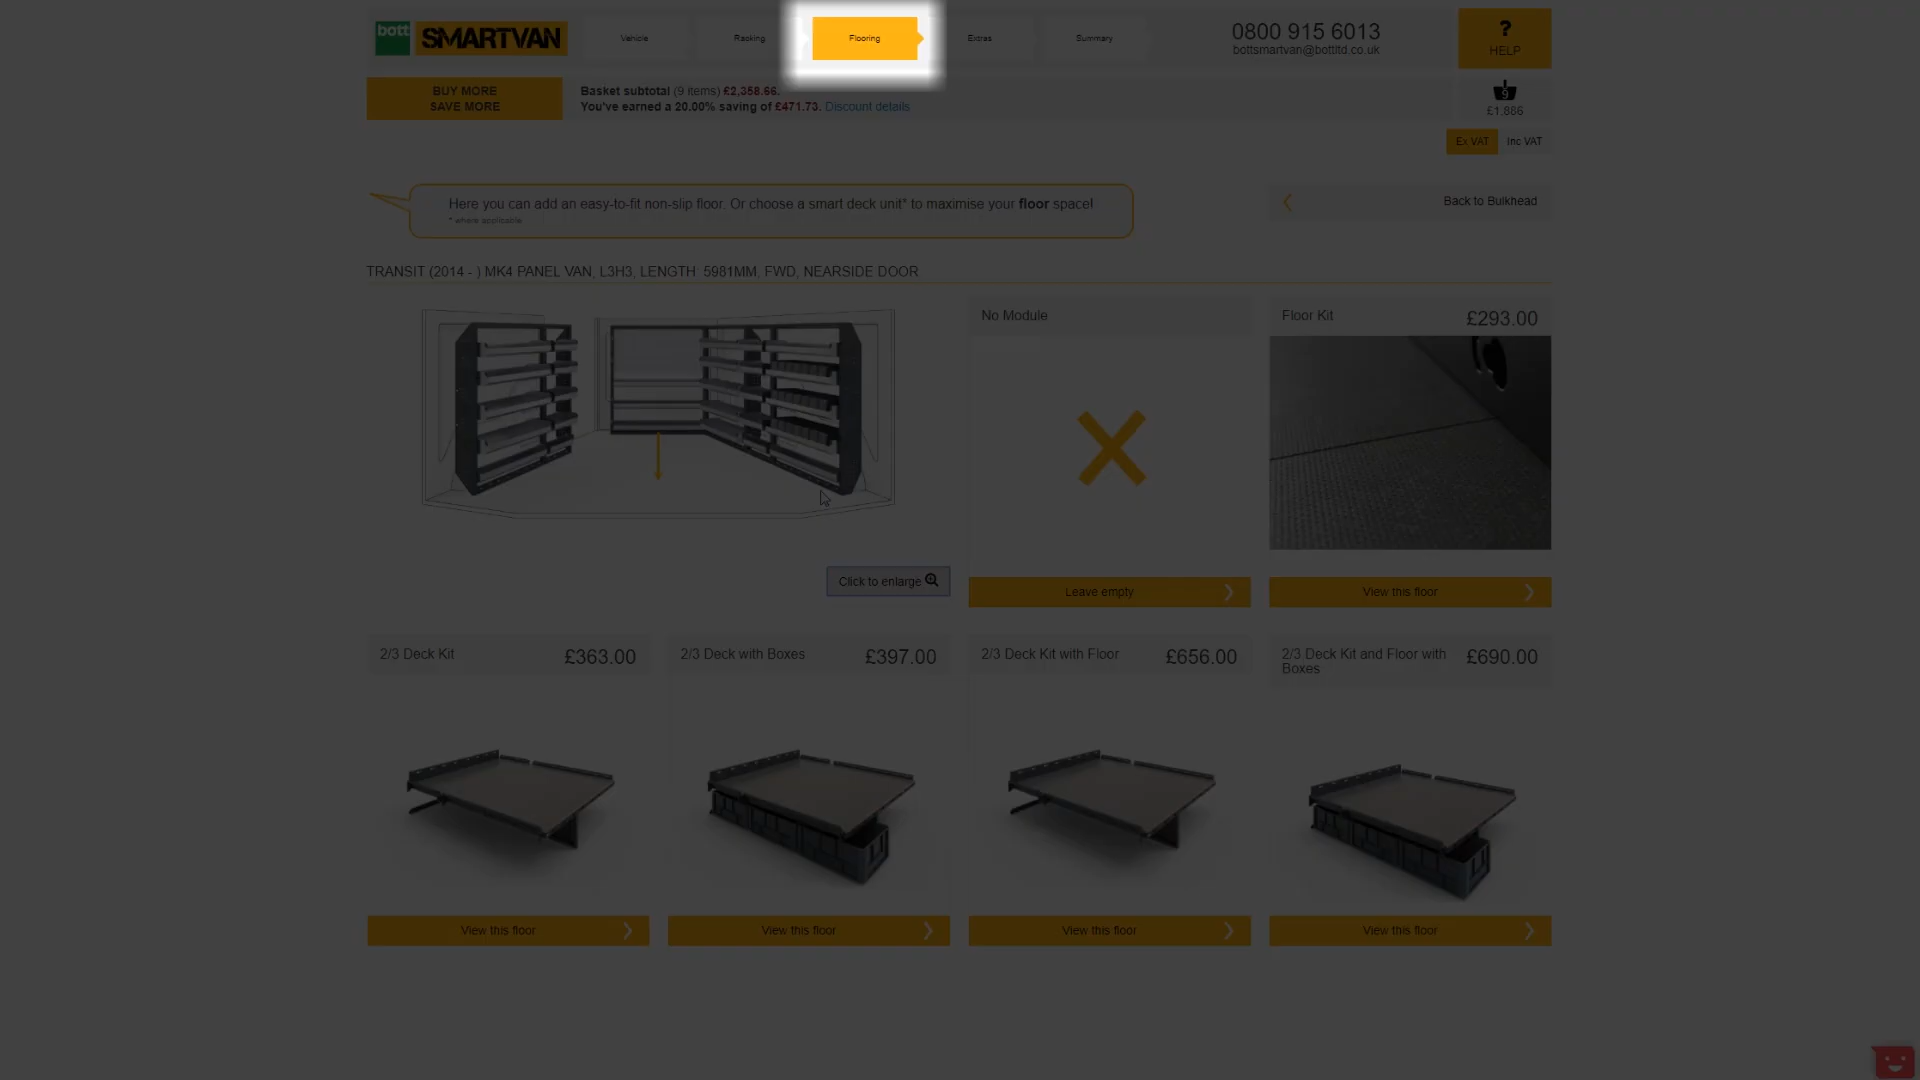 bott SMARTVAN
Vehicle
Racking
Flooring
Extras
Summary
0800 915 6013
bottsmartvan@bottltd.co.uk
?
HELP
BUY MORE
SAVE MORE
Basket subtotal (9 items) £2,358.66.
You've earned a 20.00% saving of £471.73. Discount details
9
£1,886
Ex VAT
Inc VAT
Here you can add an easy-to-fit non-slip floor. Or choose a smart deck unit* to maximise your floor space!
* where applicable
Back to Bulkhead
TRANSIT (2014 - ) MK4 PANEL VAN, L3H3, LENGTH 5981MM, FWD, NEARSIDE DOOR
No Module
Floor Kit
£293.00
Click to enlarge
Leave empty
View this floor
2/3 Deck Kit
£363.00
2/3 Deck with Boxes
£397.00
2/3 Deck Kit with Floor
£656.00
2/3 Deck Kit and Floor with
Boxes
£690.00
View this floor
View this floor
View this floor
View this floor